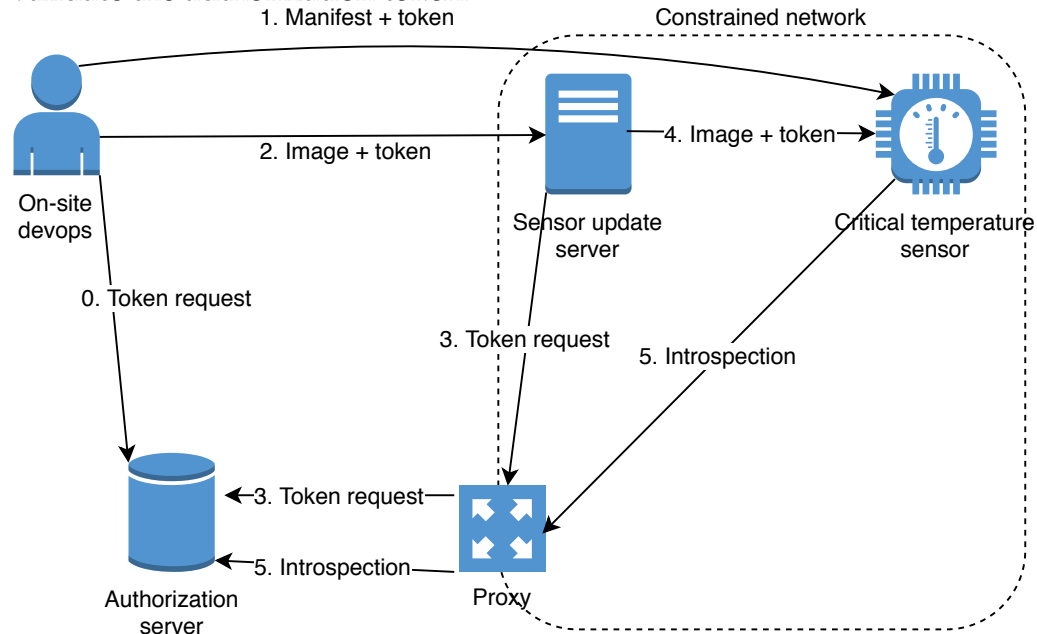 1. Manifest + token
Constrained network
2. Image + token
4. Image + token
On-site
devops
Sensor update
server
Critical temperature
sensor
0. Token request
3. Token request
5. Introspection
3. Token request
5. Introspection
Authorization
server
Proxy